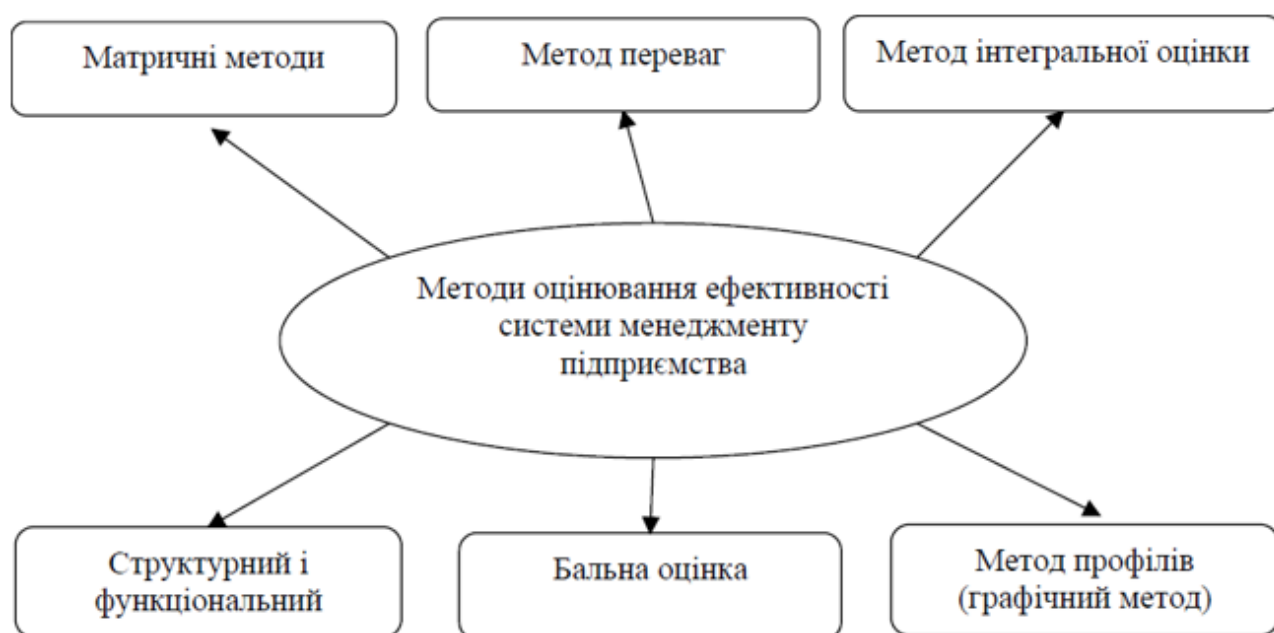 Матричні методи
Метод переваг
Метод інтегральної оцінки
Методи оцінювання ефективності
системи менеджменту
підприємства
Структурний і
функціональний
Бальна оцінка
Метод профілів
(графічний метод)